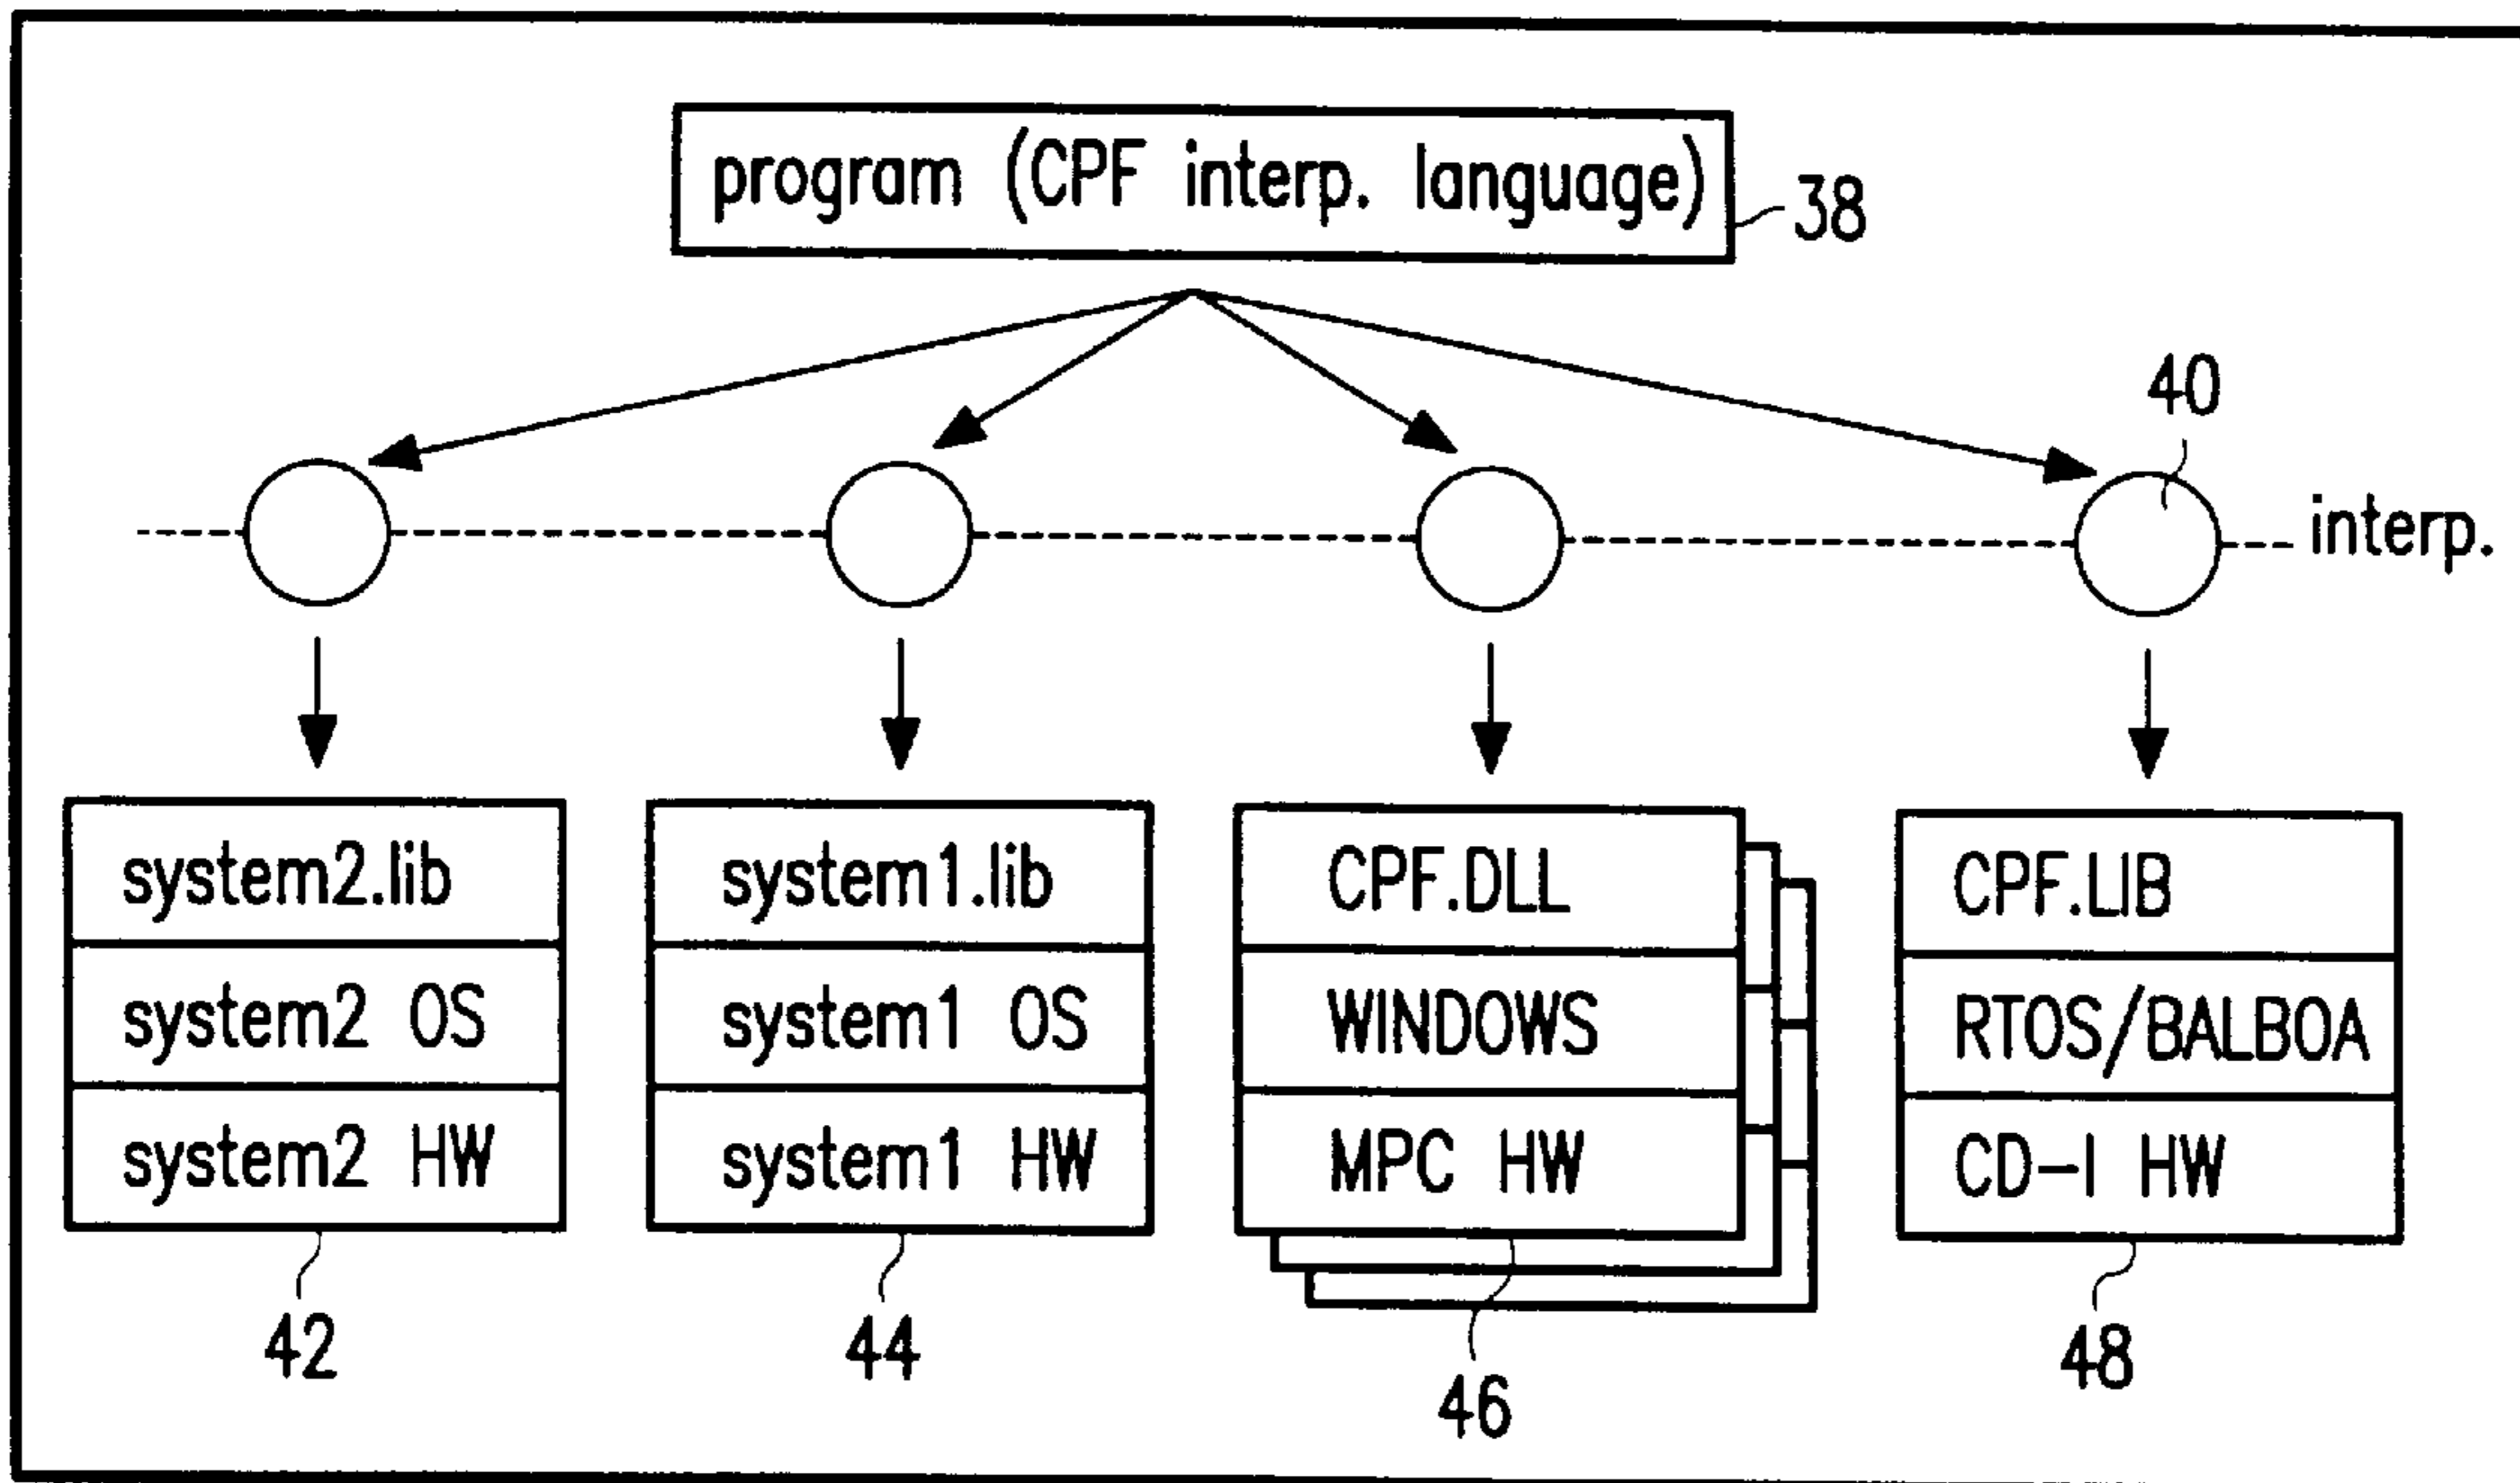 program (CPF interp. language)
38
40
interp.
system2.lib
system2 OS
system2 HW
42
system1.lib
system1 OS
system1 HW
44
CPF.DLL
WINDOWS
MPC HW
46
CPF.LIB
RTOS/BALBOA
CD-I HW
48